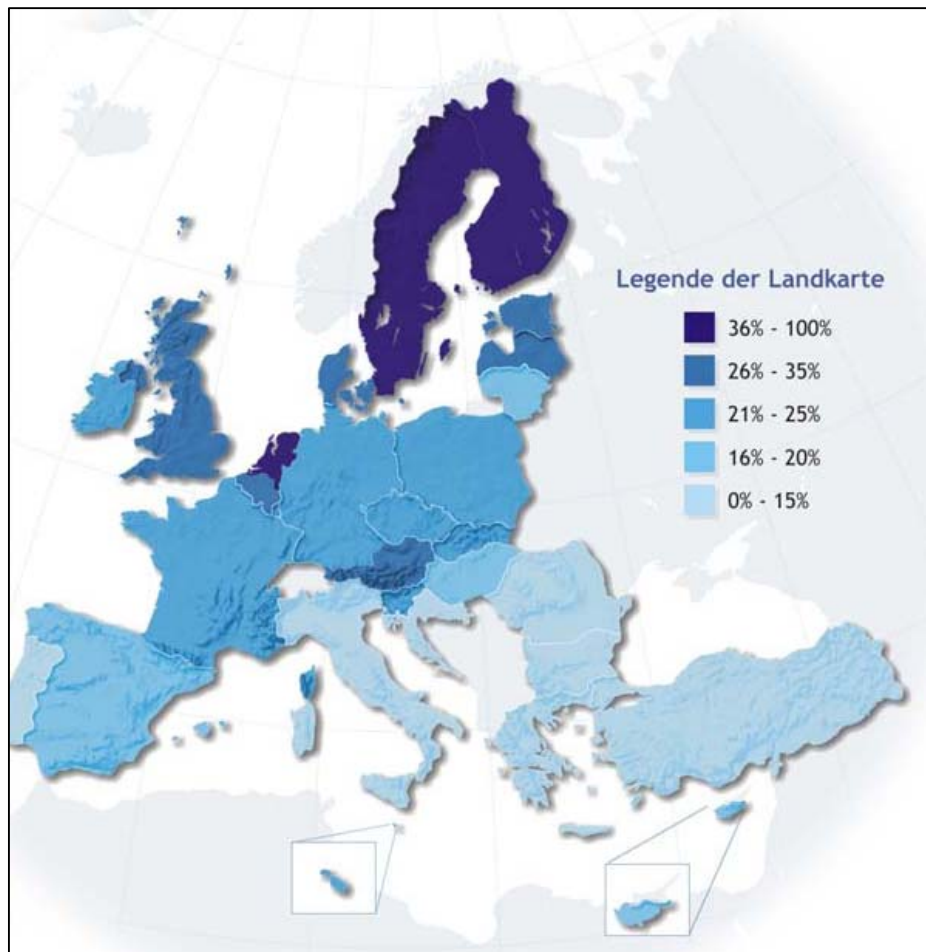 Legende der Landkarte
36% - 100%
26% - 35%
21% - 25%
16% - 20%
0% - 15%